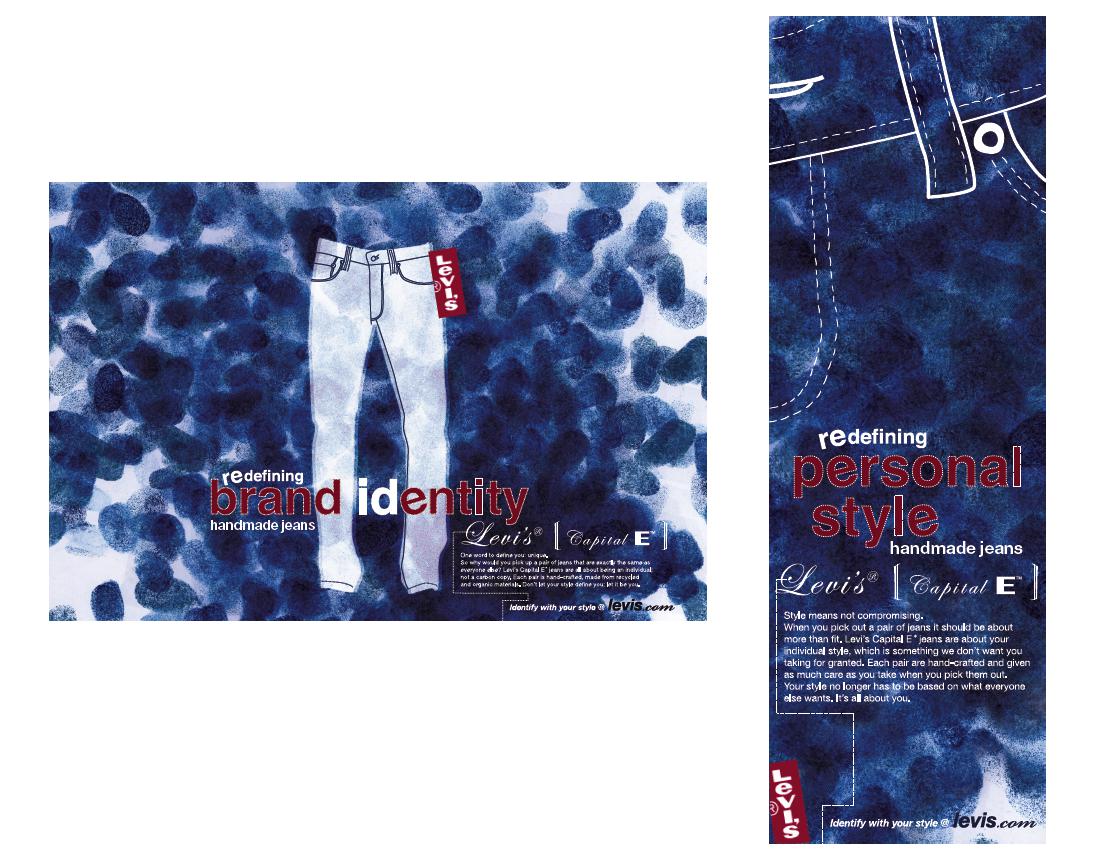 Levi's®
redefining
brand identity
handmade jeans
Levi's® [ Capital E™ ]
One word to define you: unique.
So why would you pick up a pair of jeans that are exactly the same as
everyone else? Levi's Capital E™ jeans are all about being an individual;
not a carbon copy. Each pair is hand-crafted, made from recycled
and organic materials. Don't let your style define you; let it be you.
Identify with your style @ levis.com
redefining
personal
style
handmade jeans
Levi's® [ Capital E™ ]
Style means not compromising.
When you pick out a pair of jeans it should be about
more than fit. Levi's Capital E™ jeans are about your
individual style, which is something we don't want you
taking for granted. Each pair are hand-crafted and given
as much care as you take when you pick them out.
Your style no longer has to be based on what everyone
else wants. It's all about you.
Levi's®
Identify with your style @ levis.com